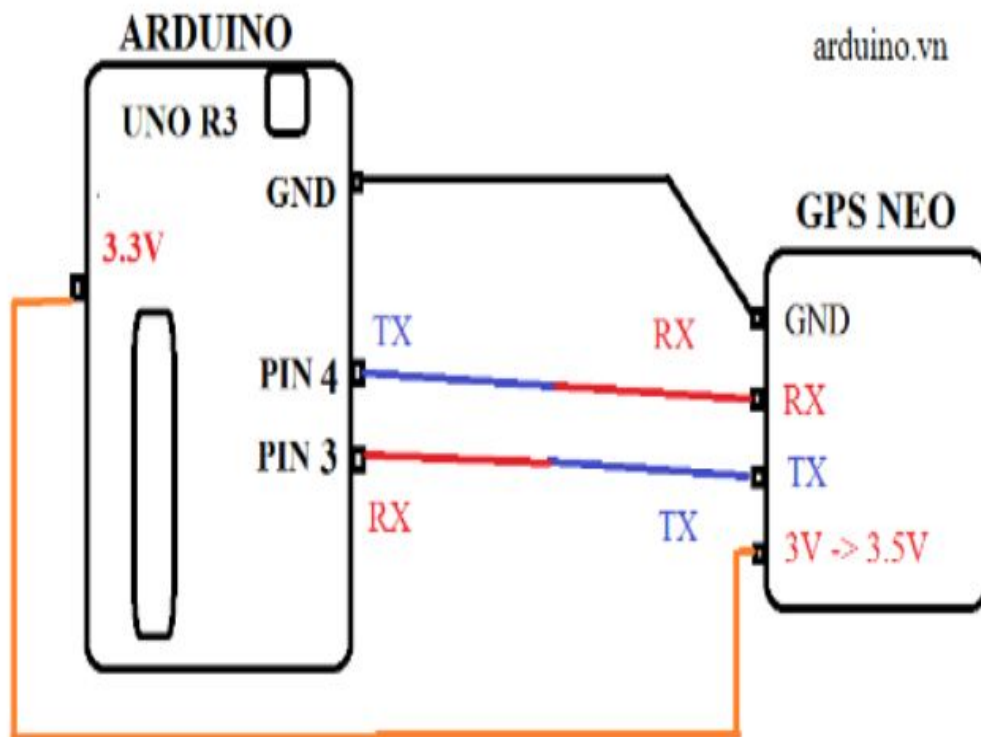 ARDUINO
arduino.vn
UNO R3
GND
GPS NEO
3.3V
GND
TX
RX
PIN 4
RX
PIN 3
TX
RX
TX
3V -> 3.5V